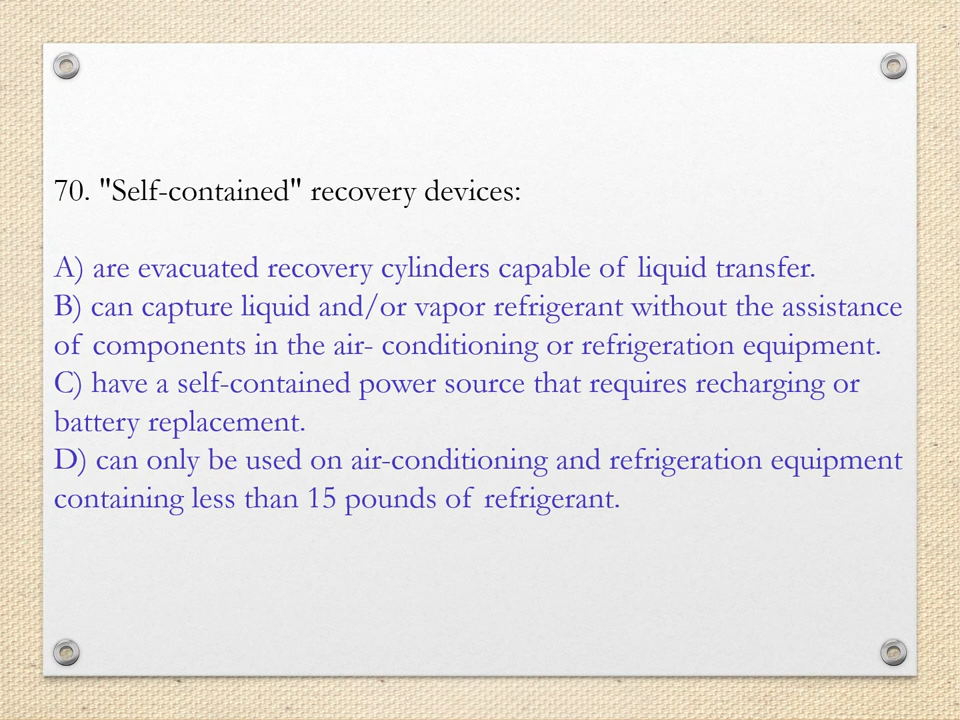 70. "Self-contained" recovery devices:
A) are evacuated recovery cylinders capable of liquid transfer.
B) can capture liquid and/or vapor refrigerant without the assistance
of components in the air- conditioning or refrigeration equipment.
C) have a self-contained power source that requires recharging or
battery replacement.
D) can only be used on air-conditioning and refrigeration equipment
containing less than 15 pounds of refrigerant.